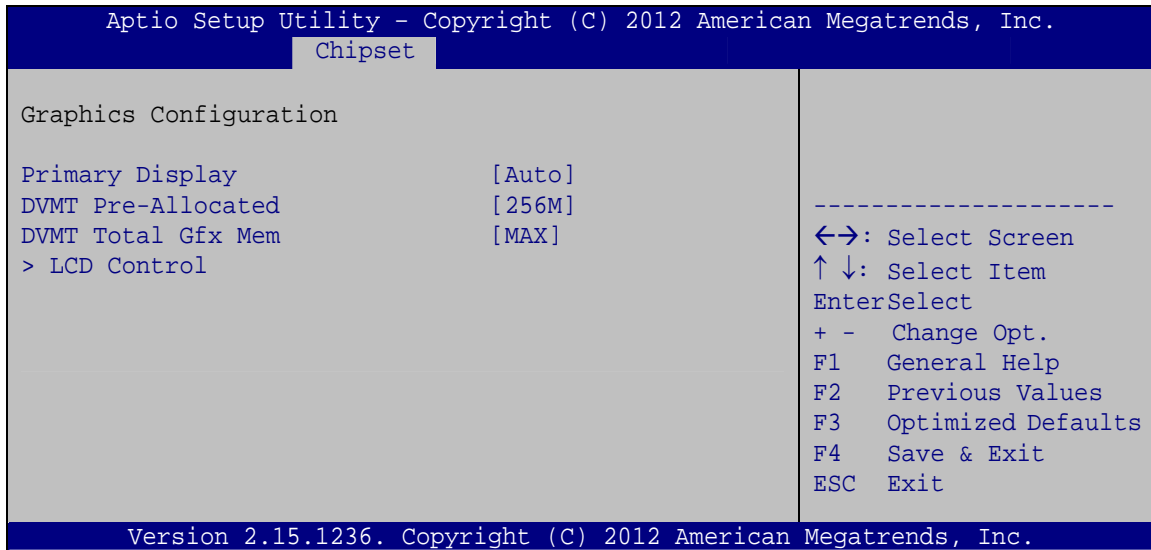 Aptio Setup Utility – Copyright (C) 2012 American Megatrends, Inc.
Chipset
Graphics Configuration
Primary Display [Auto]
DVMT Pre-Allocated [256M]
DVMT Total Gfx Mem [MAX]
> LCD Control
---------------------
←→: Select Screen
↑ ↓: Select Item
EnterSelect
+ - Change Opt.
F1 General Help
F2 Previous Values
F3 Optimized Defaults
F4 Save & Exit
ESC Exit
Version 2.15.1236. Copyright (C) 2012 American Megatrends, Inc.